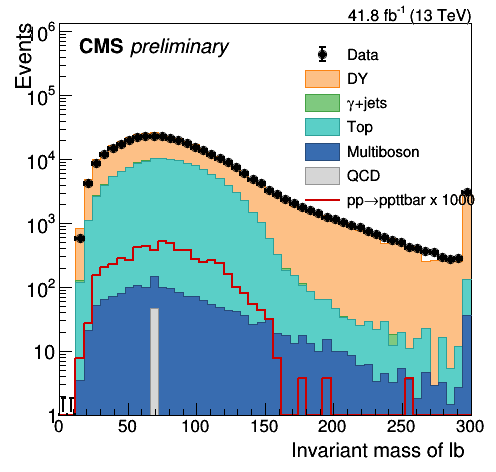 41.8 fb⁻¹ (13 TeV)
Events
CMS preliminary
Data
DY
γ+jets
Top
Multiboson
QCD
pp→ppttbar x 1000
10⁶
10⁵
10⁴
10³
10²
10
1
0 50 100 150 200 250 300
Invariant mass of lb